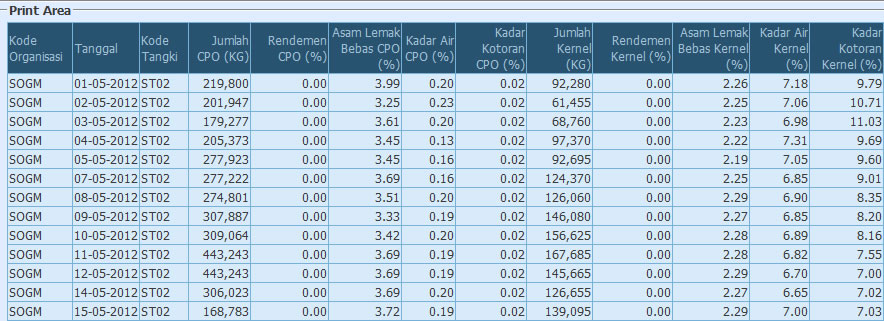 Print Area
Kode Organisasi Tanggal Kode Tangki Jumlah CPO (KG) Rendemen CPO (%) Asam Lemak Bebas CPO (%) Kadar Air CPO (%) Kadar Kotoran CPO (%) Jumlah Kernel (KG) Rendemen Kernel (%) Asam Lemak Bebas Kernel (%) Kadar Air Kernel (%) Kadar Kotoran Kernel (%)
SOGM 01-05-2012 ST02 219,800 0.00 3.99 0.20 0.02 92,280 0.00 2.26 7.18 9.79
SOGM 02-05-2012 ST02 201,947 0.00 3.25 0.23 0.02 61,455 0.00 2.25 7.06 10.71
SOGM 03-05-2012 ST02 179,277 0.00 3.61 0.20 0.02 68,760 0.00 2.23 6.98 11.03
SOGM 04-05-2012 ST02 205,373 0.00 3.45 0.13 0.02 97,370 0.00 2.22 7.31 9.69
SOGM 05-05-2012 ST02 277,923 0.00 3.45 0.16 0.02 92,695 0.00 2.19 7.05 9.60
SOGM 07-05-2012 ST02 277,222 0.00 3.69 0.16 0.02 124,370 0.00 2.25 6.85 9.01
SOGM 08-05-2012 ST02 274,801 0.00 3.51 0.20 0.02 126,060 0.00 2.29 6.90 8.35
SOGM 09-05-2012 ST02 307,887 0.00 3.33 0.19 0.02 146,080 0.00 2.27 6.85 8.20
SOGM 10-05-2012 ST02 309,064 0.00 3.42 0.20 0.02 156,625 0.00 2.28 6.89 8.16
SOGM 11-05-2012 ST02 443,243 0.00 3.69 0.19 0.02 167,685 0.00 2.28 6.82 7.55
SOGM 12-05-2012 ST02 443,243 0.00 3.69 0.19 0.02 145,665 0.00 2.29 6.70 7.00
SOGM 14-05-2012 ST02 306,023 0.00 3.69 0.20 0.02 126,655 0.00 2.27 6.65 7.02
SOGM 15-05-2012 ST02 168,783 0.00 3.72 0.19 0.02 139,095 0.00 2.29 7.00 7.03